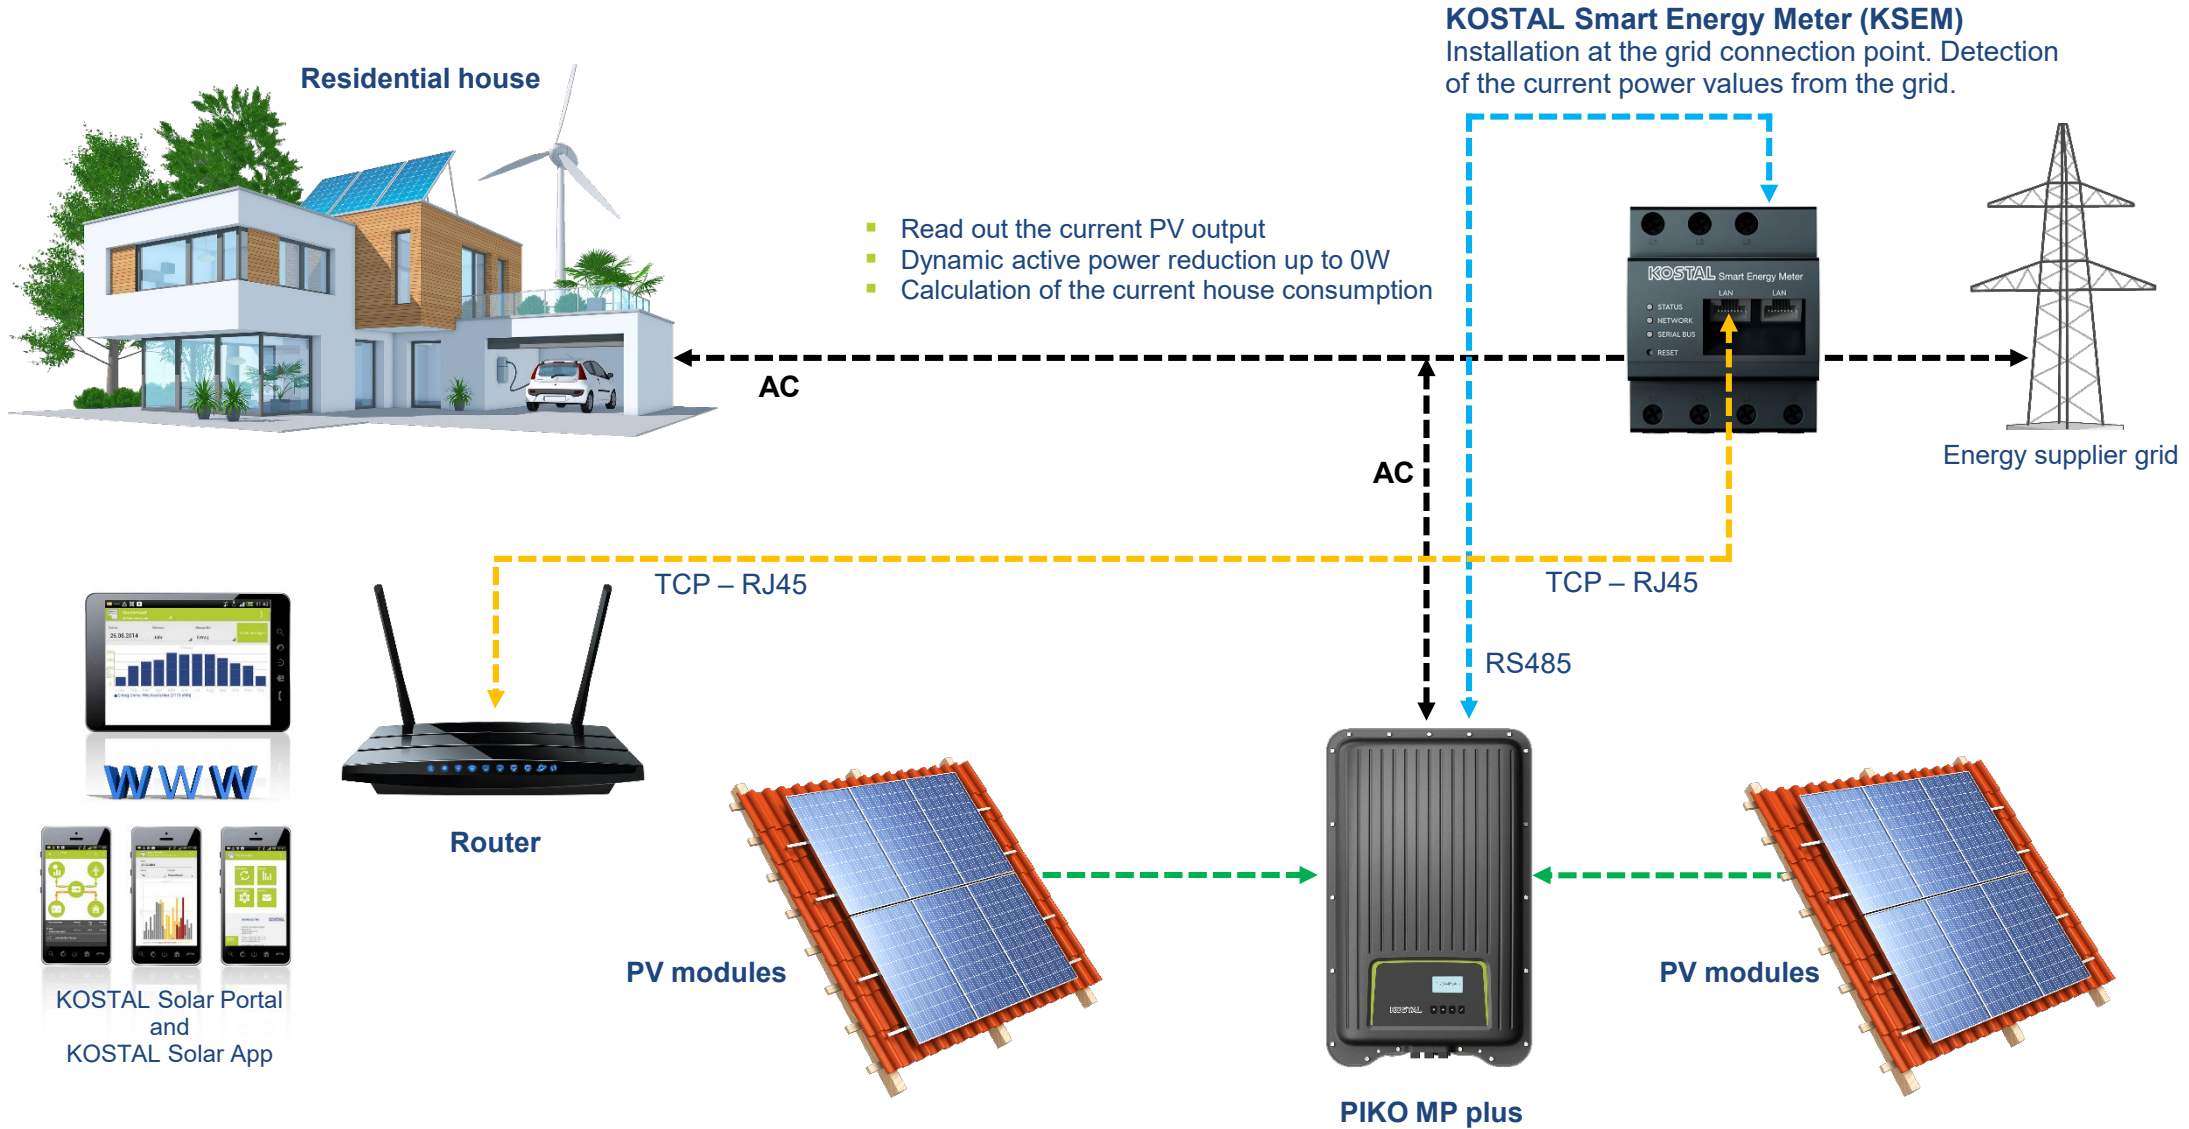 KOSTAL Smart Energy Meter (KSEM)
Installation at the grid connection point. Detection
of the current power values from the grid.
Residential house
Read out the current PV output
Dynamic active power reduction up to 0W
Calculation of the current house consumption
KOSTAL Smart Energy Meter
LAN
LAN
STATUS
NETWORK
SERIAL BUS
RESET
AC
Energy supplier grid
AC
TCP – RJ45
TCP – RJ45
RS485
26.08.2014
WWW
Router
PV modules
PV modules
KOSTAL
KOSTAL Solar Portal
and
KOSTAL Solar App
PIKO MP plus